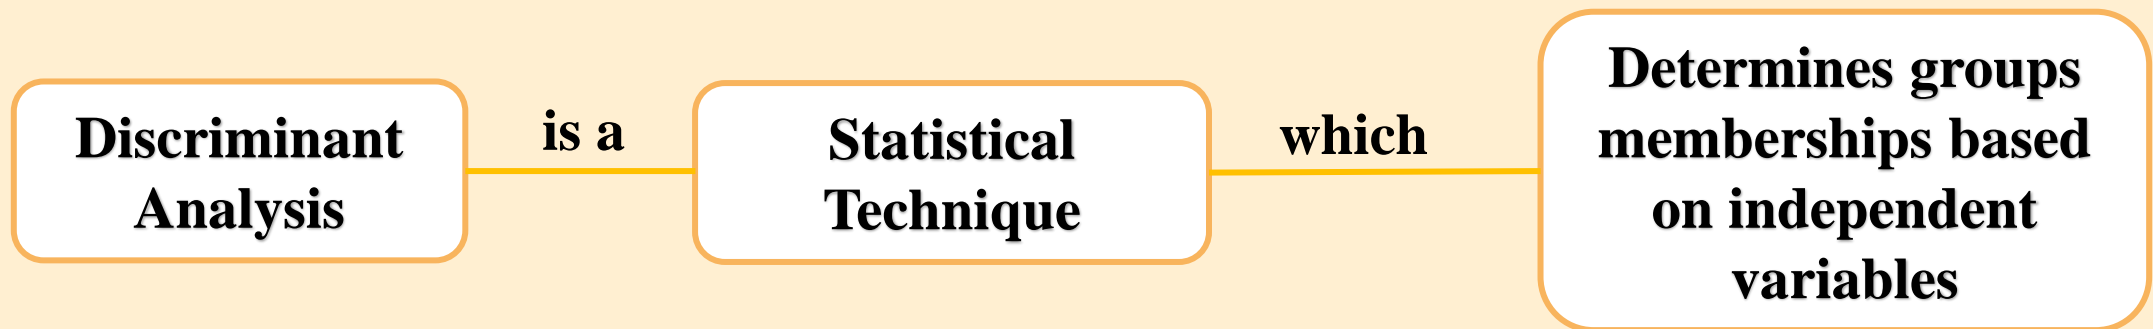 Discriminant
Analysis
is a
Statistical
Technique
which
Determines groups
memberships based
on independent
variables